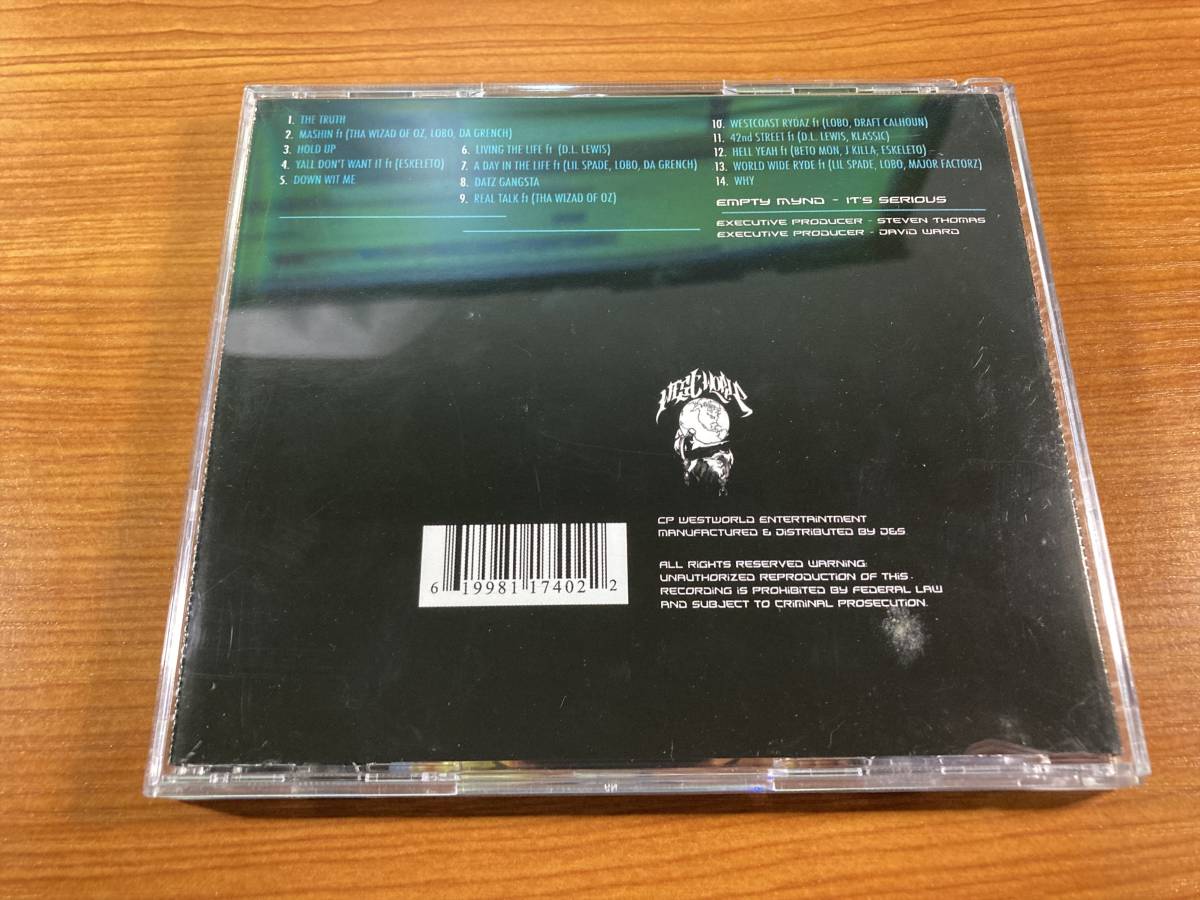 1. THE TRUTH
2. MASHIN ft (THA WIZAD OF OZ, LOBO, DA GRENCH)
3. HOLD UP
4. YALL DON'T WANT IT ft (ESKELETO)
5. DOWN WIT ME
6. LIVING THE LIFE ft (D.L. LEWIS)
7. A DAY IN THE LIFE ft (LIL SPADE, LOBO, DA GRENCH)
8. DATZ GANGSTA
9. REAL TALK ft (THA WIZAD OF OZ)
10. WESTCOAST RYDAZ ft (LOBO, DRAFT CALHOUN)
11. 42nd STREET ft (D.L. LEWIS, KLASSIC)
12. HELL YEAH ft (BETO MON, J KILLA, ESKELETO)
13. WORLD WIDE RYDE ft (LIL SPADE, LOBO, MAJOR FACTORZ)
14. WHY
EMPTY MYND - IT'S SERIOUS
EXECUTIVE PRODUCER - STEVEN THOMAS
EXECUTIVE PRODUCER - DAVID WARD
WEST WORLD
CP WESTWORLD ENTERTAINTMENT
MANUFACTURED & DISTRIBUTED BY D&S
ALL RIGHTS RESERVED WARNING:
UNAUTHORIZED REPRODUCTION OF THIS.
RECORDING IS PROHIBITED BY FEDERAL LAW
AND SUBJECT TO CRIMINAL PROSECUTION.
6 19981 17402 2